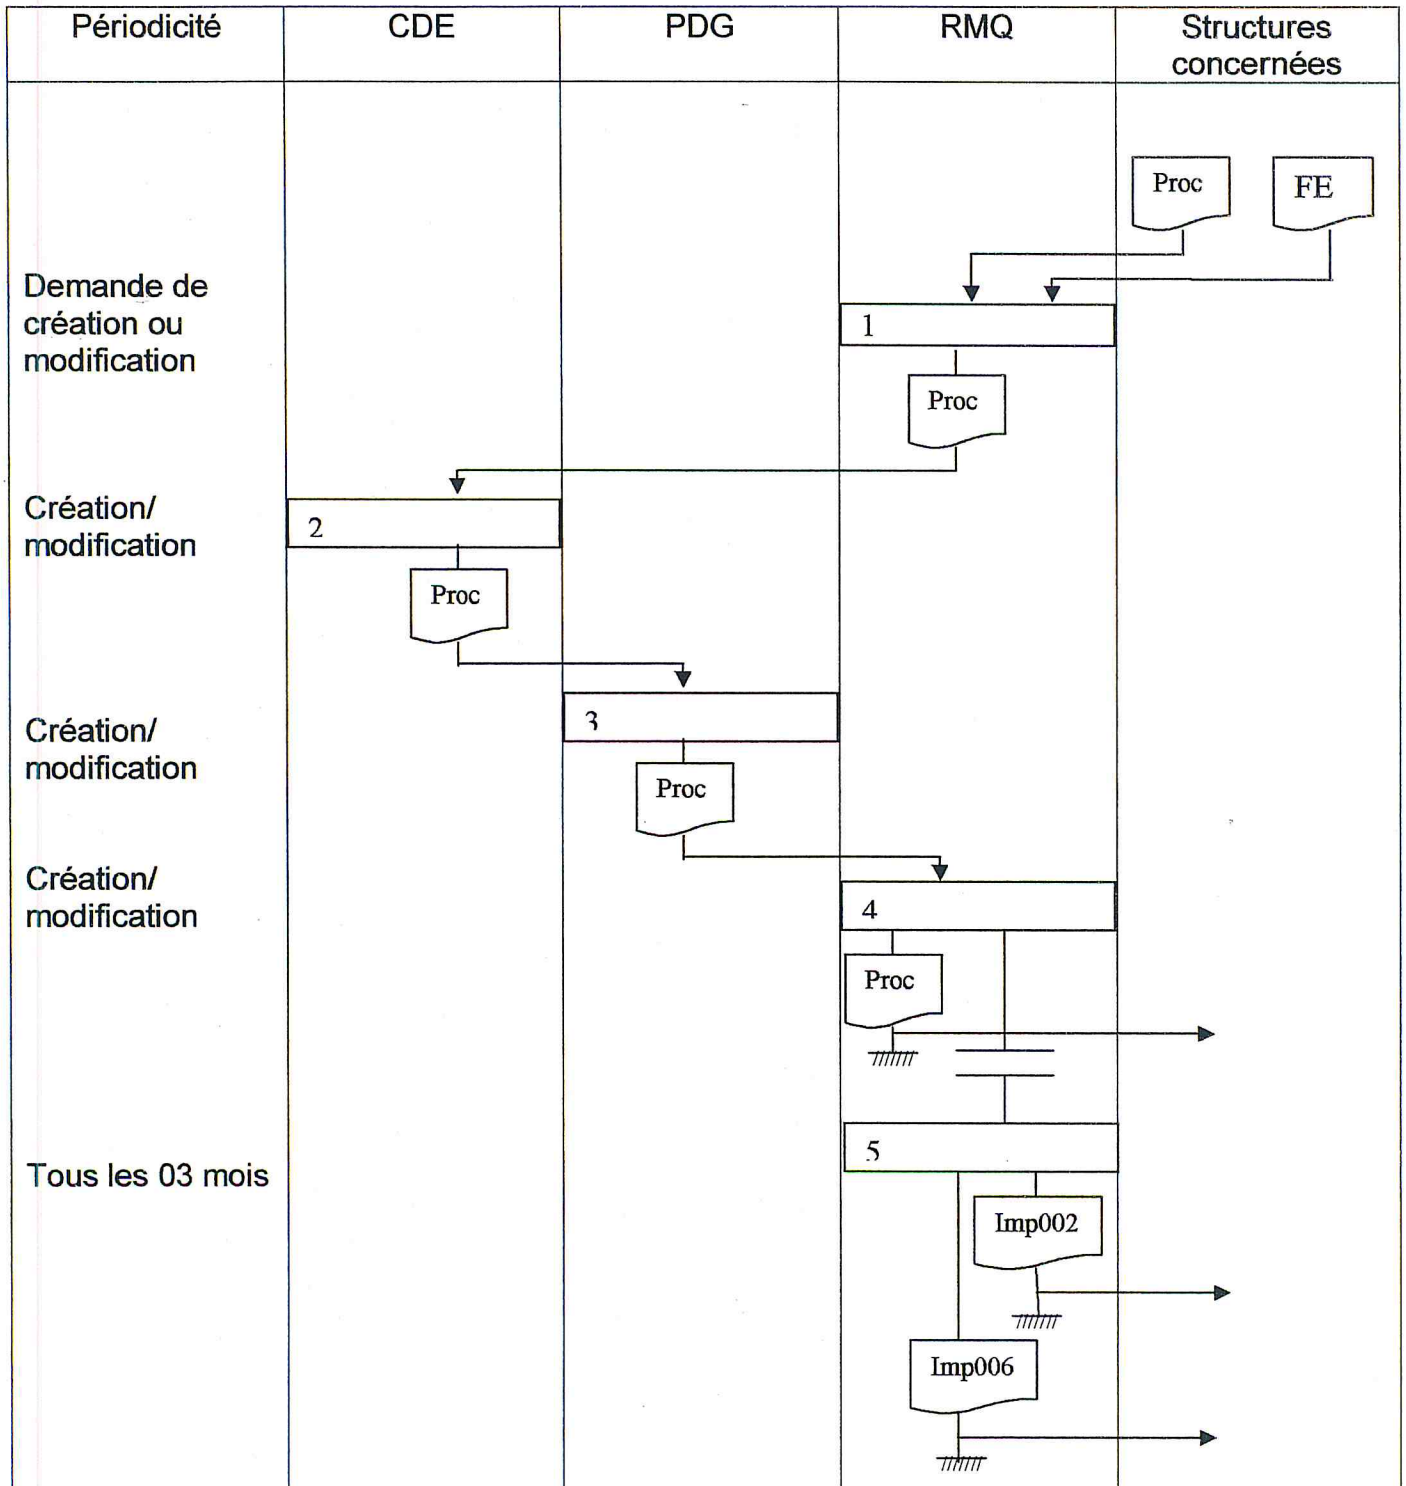 Périodicité
CDE
PDG
RMQ
Structures
concernées
Proc
FE
Demande de
création ou
modification
1
Proc
Création/
modification
2
Proc
Création/
modification
3
Proc
Création/
modification
4
Proc
Tous les 03 mois
5
Imp002
Imp006